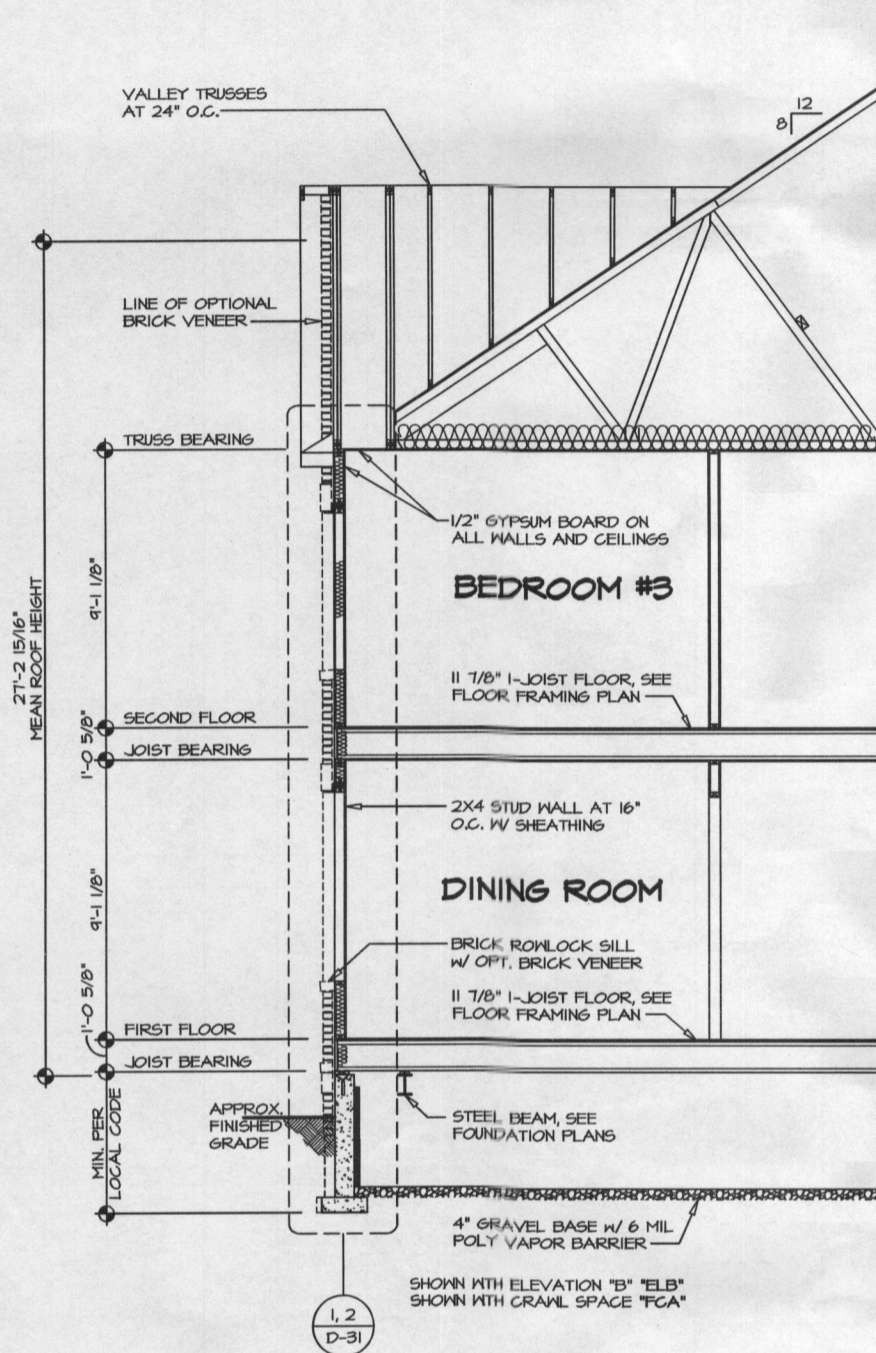 VALLEY TRUSSES
AT 24" O.C.
12
8
LINE OF OPTIONAL
BRICK VENEER
TRUSS BEARING
1/2" GYPSUM BOARD ON
ALL WALLS AND CEILINGS
9'-1 1/8"
BEDROOM #3
27'-2 15/16"
MEAN ROOF HEIGHT
11 7/8" I-JOIST FLOOR, SEE
FLOOR FRAMING PLAN
SECOND FLOOR
1'-0 5/8"
JOIST BEARING
2X4 STUD WALL AT 16"
O.C. W/ SHEATHING
9'-1 1/8"
DINING ROOM
BRICK ROWLOCK SILL
W/ OPT. BRICK VENEER
11 7/8" I-JOIST FLOOR, SEE
FLOOR FRAMING PLAN
1'-0 5/8"
FIRST FLOOR
JOIST BEARING
MIN. PER
LOCAL CODE
APPROX.
FINISHED
GRADE
STEEL BEAM, SEE
FOUNDATION PLANS
4" GRAVEL BASE W/ 6 MIL
POLY VAPOR BARRIER
SHOWN WITH ELEVATION "B" "ELB"
SHOWN WITH CRAWL SPACE "FCA"
1, 2
D-31